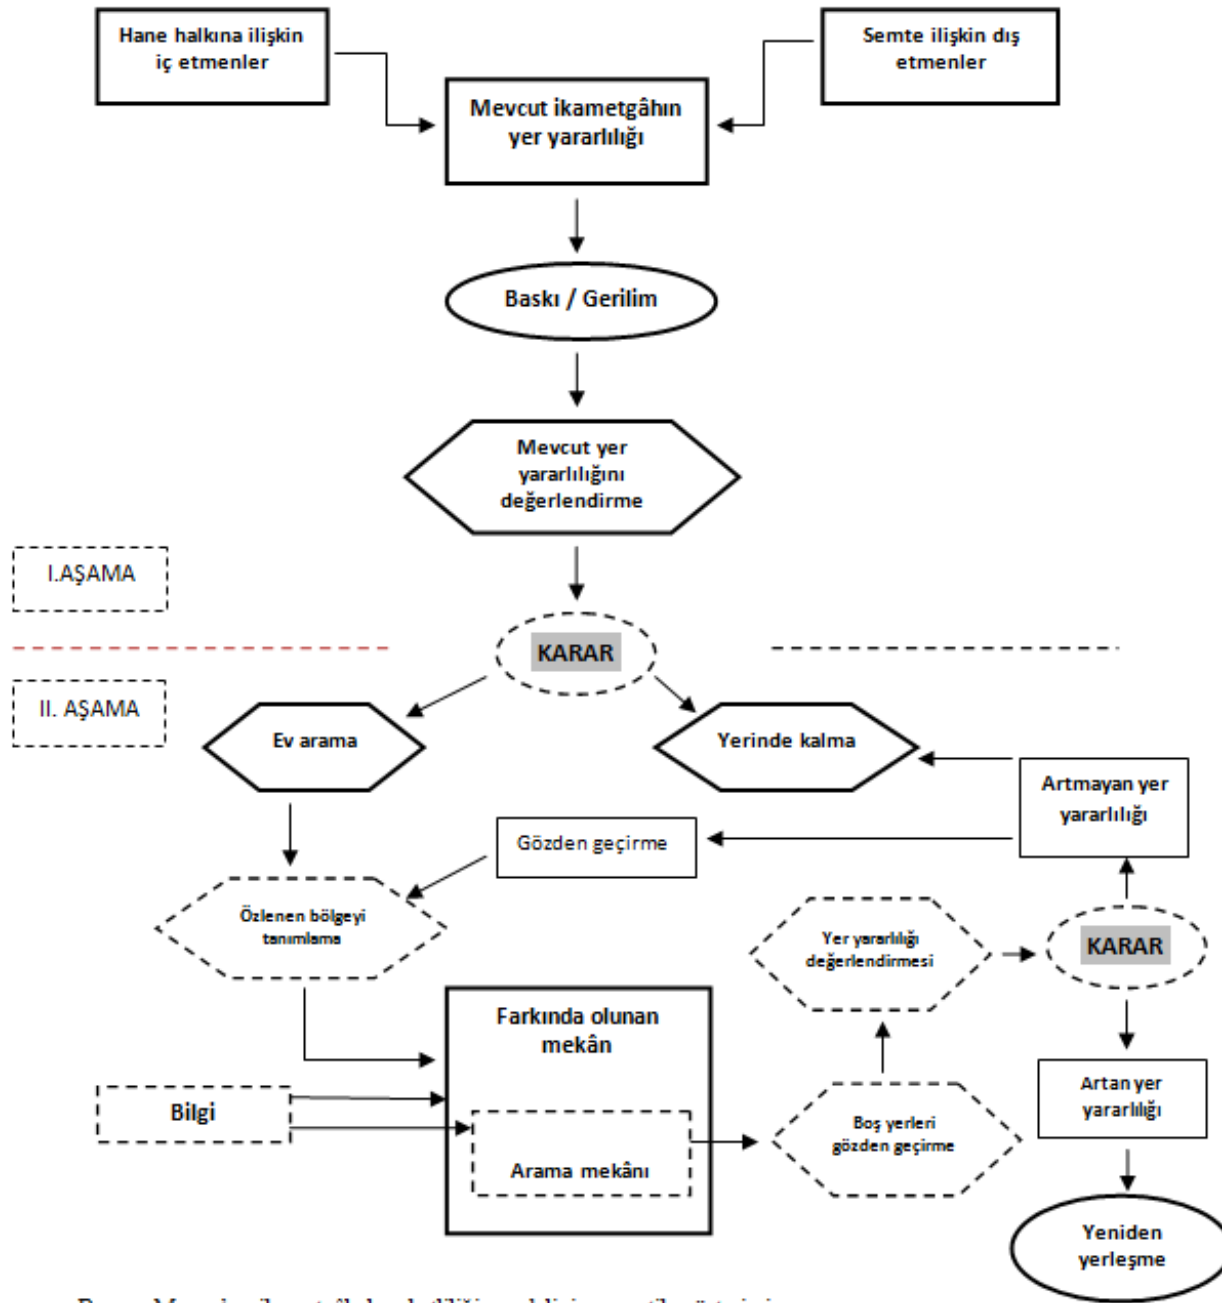 Hane halkına ilişkin
iç etmenler
Semte ilişkin dış
etmenler
Mevcut ikametgâhın
yer yararlılığı
Baskı / Gerilim
Mevcut yer
yararlılığını
değerlendirme
I.AŞAMA
KARAR
II. AŞAMA
Ev arama
Yerinde kalma
Artmayan yer
yararlılığı
Gözden geçirme
Özlenen bölgeyi
tanımlama
Yer yararlılığı
değerlendirmesi
KARAR
Farkında olunan
mekân
Bilgi
Arama mekânı
Boş yerleri
gözden geçirme
Artan yer
yararlılığı
Yeniden
yerleşme